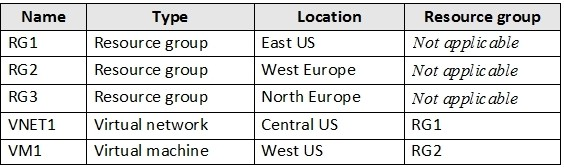 Name Type Location Resource group
RG1 Resource group East US Not applicable
RG2 Resource group West Europe Not applicable
RG3 Resource group North Europe Not applicable
VNET1 Virtual network Central US RG1
VM1 Virtual machine West US RG2